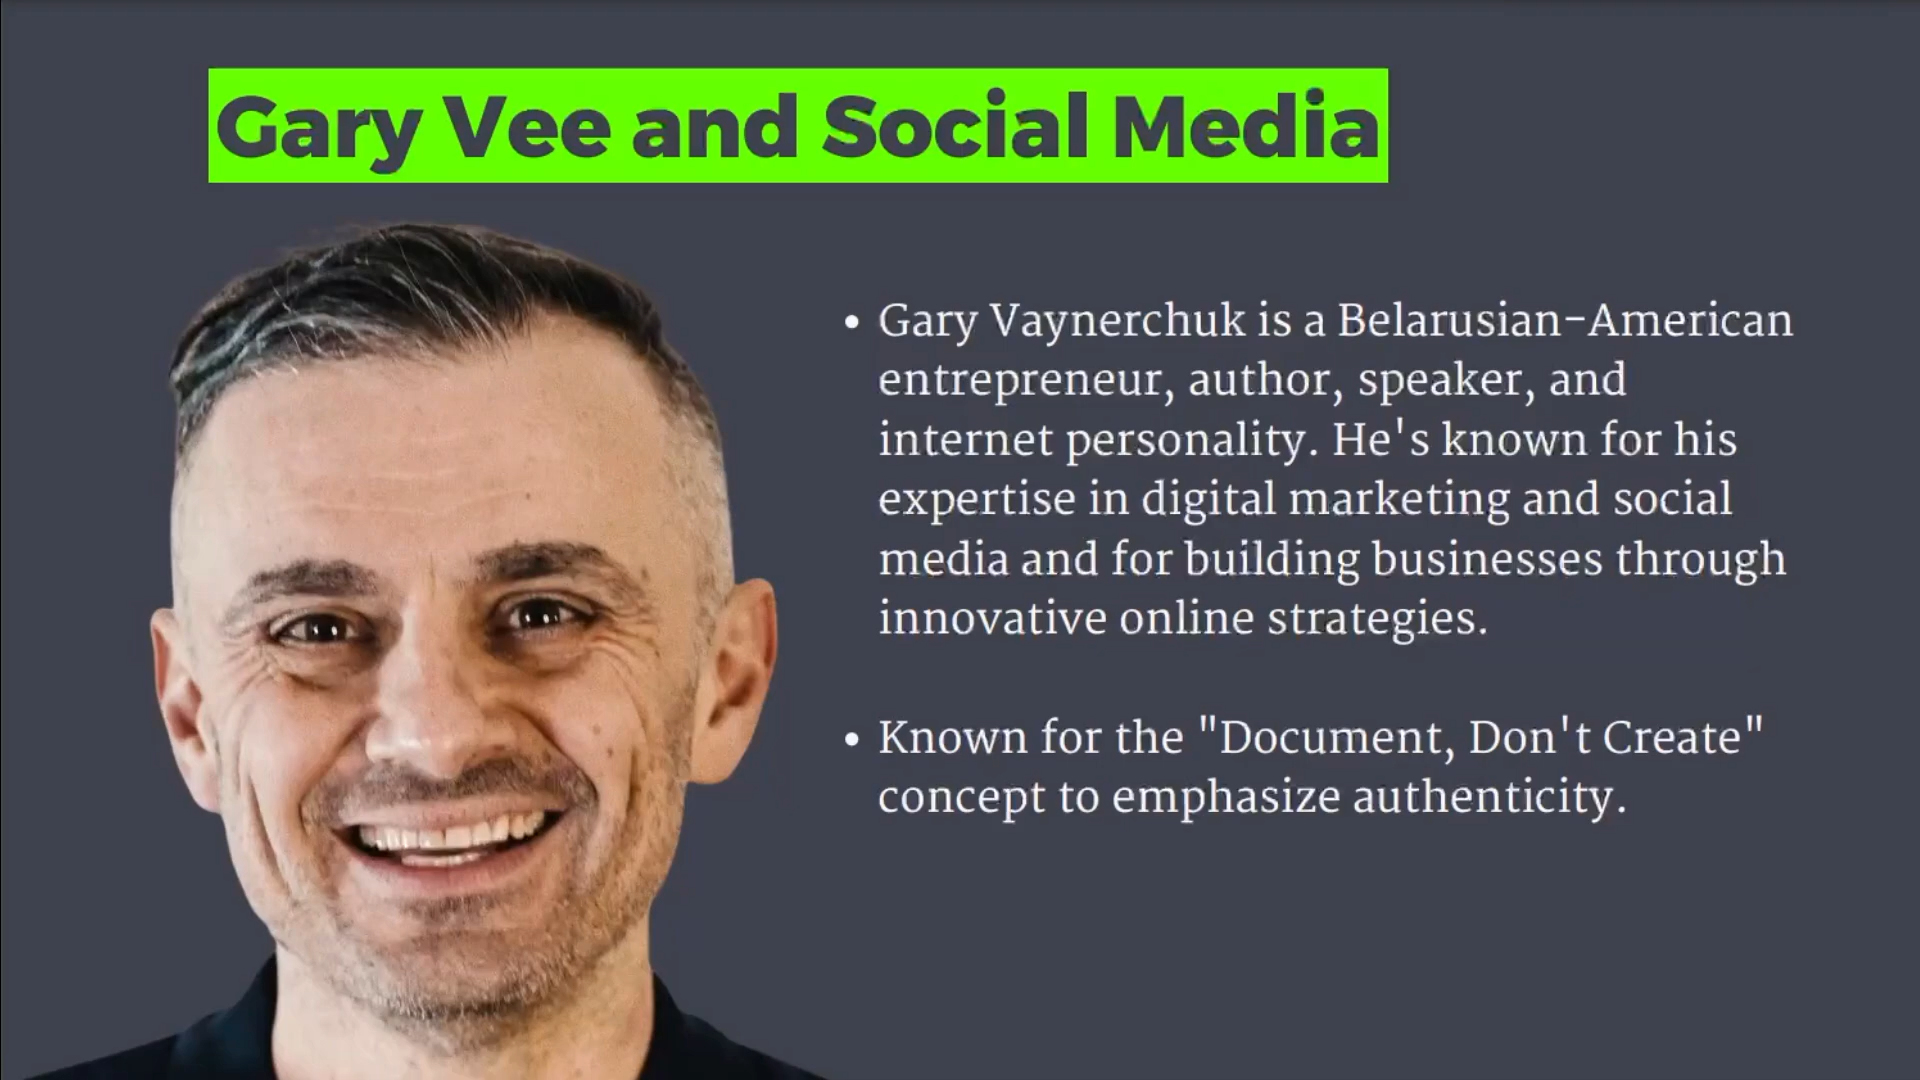 Gary Vee and Social Media
• Gary Vaynerchuk is a Belarusian-American
entrepreneur, author, speaker, and
internet personality. He's known for his
expertise in digital marketing and social
media and for building businesses through
innovative online strategies.
• Known for the "Document, Don't Create"
concept to emphasize authenticity.